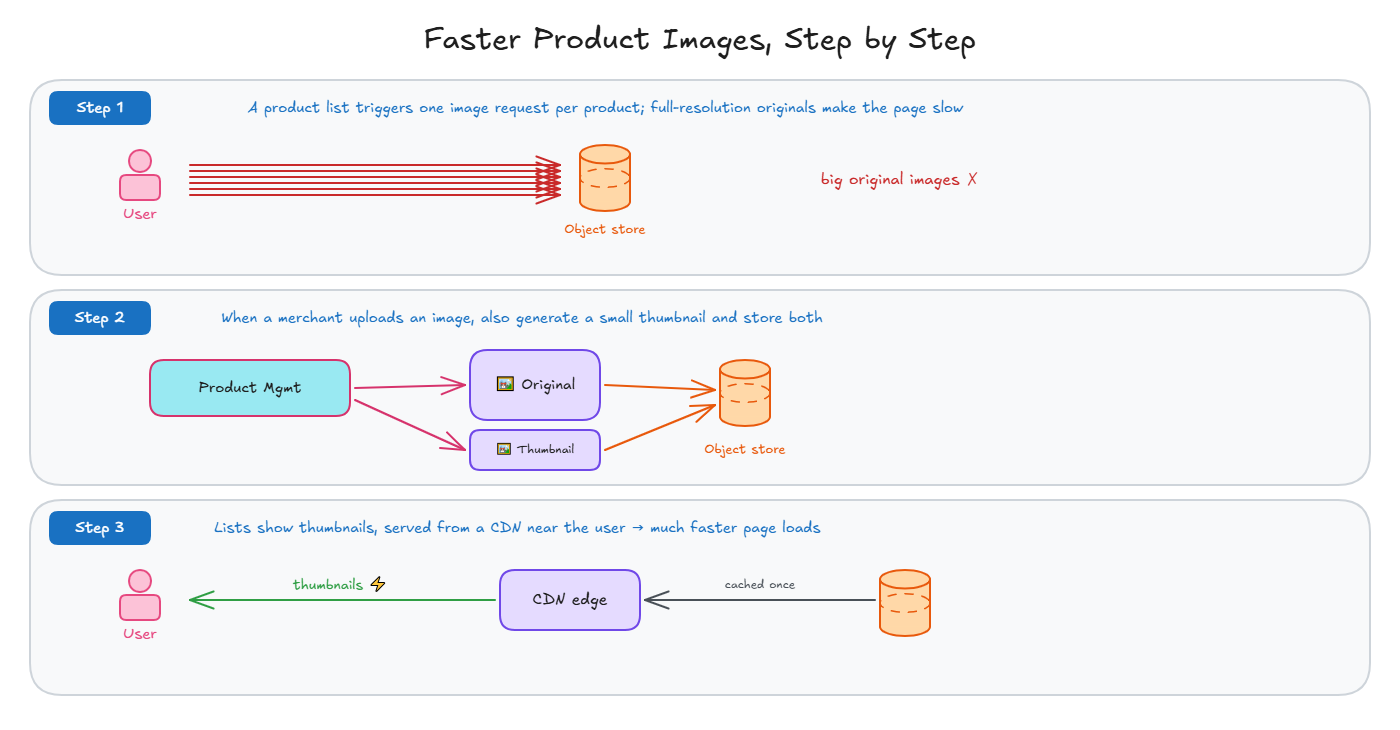 Faster Product Images, Step by Step
Step 1
A product list triggers one image request per product; full-resolution originals make the page slow
User
Object store
big original images ✗
Step 2
When a merchant uploads an image, also generate a small thumbnail and store both
Product Mgmt
🖼️ Original
🖼️ Thumbnail
Object store
Step 3
Lists show thumbnails, served from a CDN near the user → much faster page loads
thumbnails ⚡
CDN edge
cached once
User